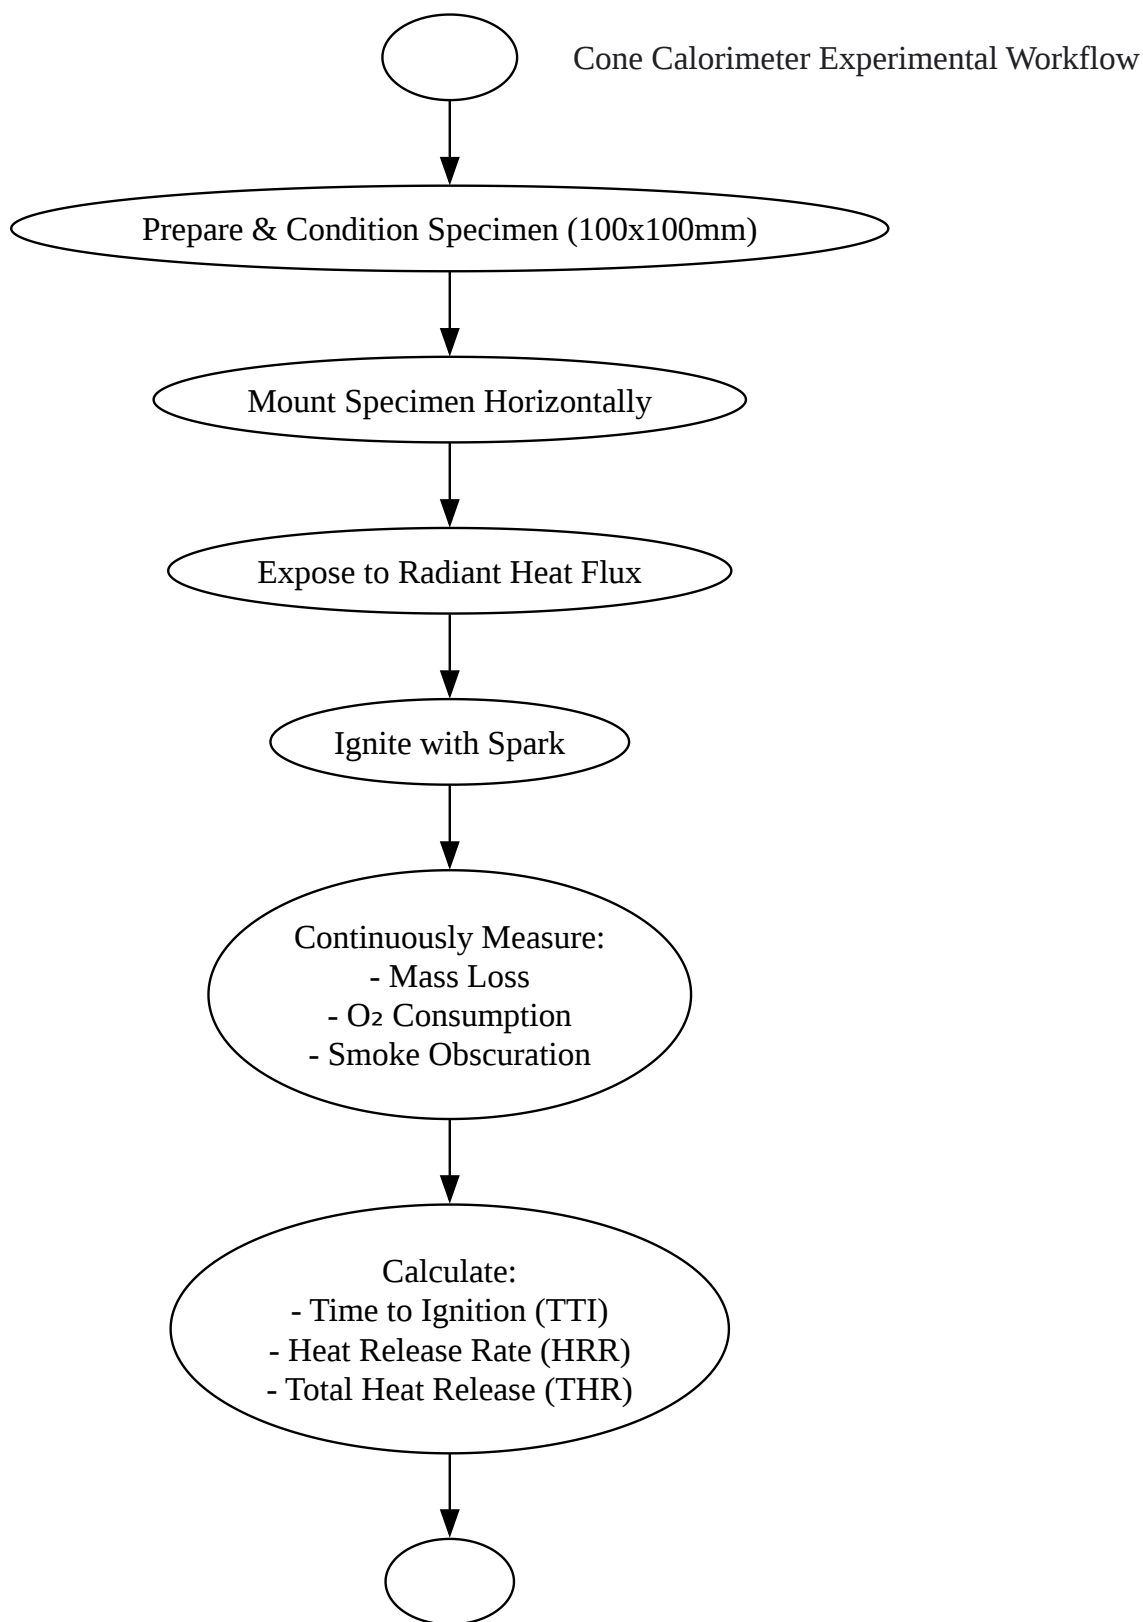 Cone Calorimeter Experimental Workflow
Prepare & Condition Specimen (100x100mm)
Mount Specimen Horizontally
Expose to Radiant Heat Flux
Ignite with Spark
Continuously Measure:
- Mass Loss
- O₂ Consumption
- Smoke Obscuration
Calculate:
- Time to Ignition (TTI)
- Heat Release Rate (HRR)
- Total Heat Release (THR)